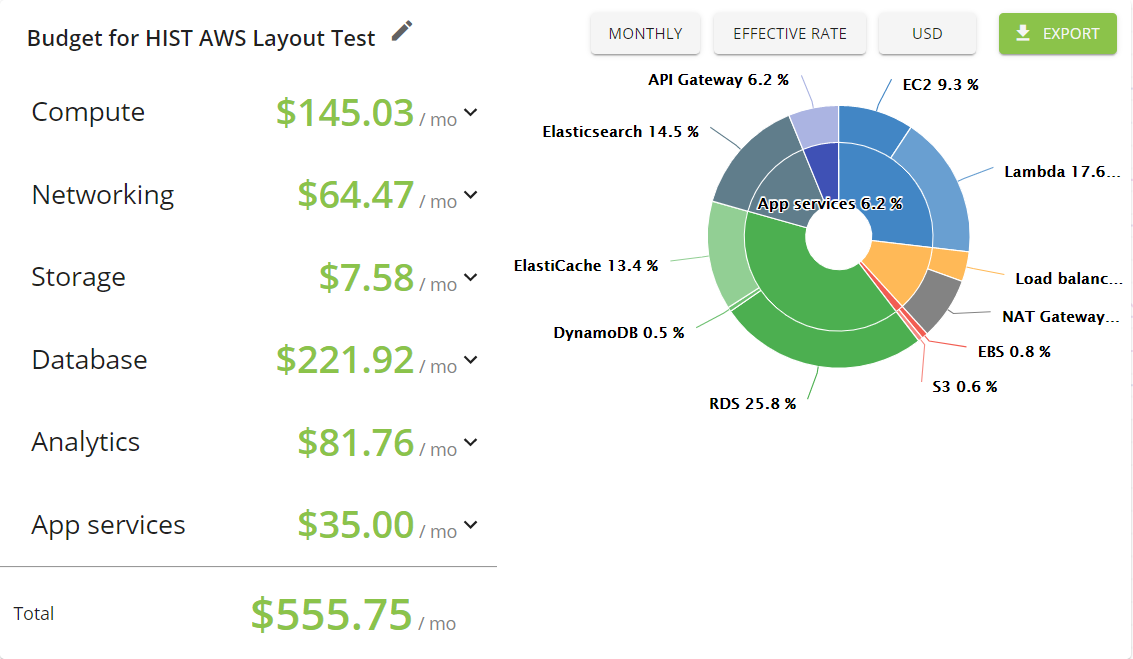 Budget for HIST AWS Layout Test
MONTHLY
EFFECTIVE RATE
USD
EXPORT
Compute $145.03 / mo
Networking $64.47 / mo
Storage $7.58 / mo
Database $221.92 / mo
Analytics $81.76 / mo
App services $35.00 / mo
Total $555.75 / mo
API Gateway 6.2 %
EC2 9.3 %
Elasticsearch 14.5 %
Lambda 17.6...
App services 6.2 %
ElastiCache 13.4 %
Load balanc...
NAT Gateway...
DynamoDB 0.5 %
EBS 0.8 %
S3 0.6 %
RDS 25.8 %